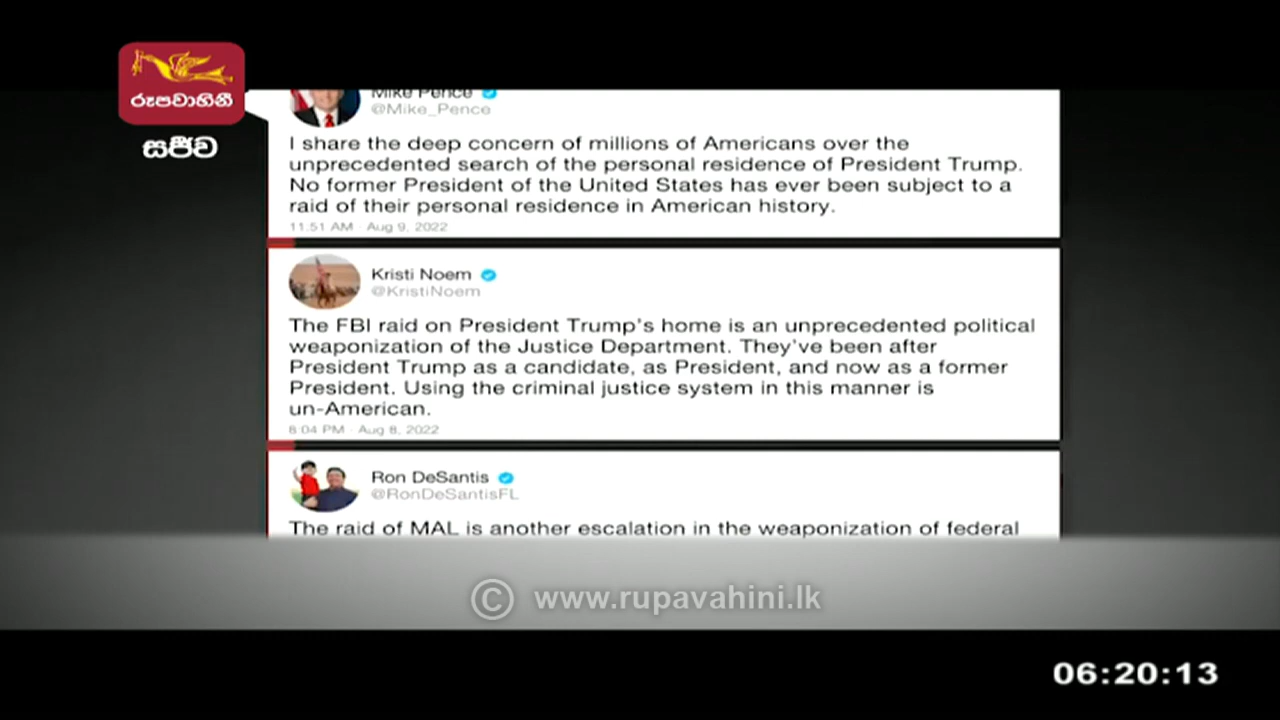 රූපවාහිනී
සජීව
Mike Pence
@Mike_Pence
I share the deep concern of millions of Americans over the
unprecedented search of the personal residence of President Trump.
No former President of the United States has ever been subject to a
raid of their personal residence in American history.
11:51 AM · Aug 9, 2022
Kristi Noem
@KristiNoem
The FBI raid on President Trump's home is an unprecedented political
weaponization of the Justice Department. They've been after
President Trump as a candidate, as President, and now as a former
President. Using the criminal justice system in this manner is
un-American.
8:04 PM · Aug 8, 2022
Ron DeSantis
@RonDeSantisFL
The raid of MAL is another escalation in the weaponization of federal
© www.rupavahini.lk
06:20:13